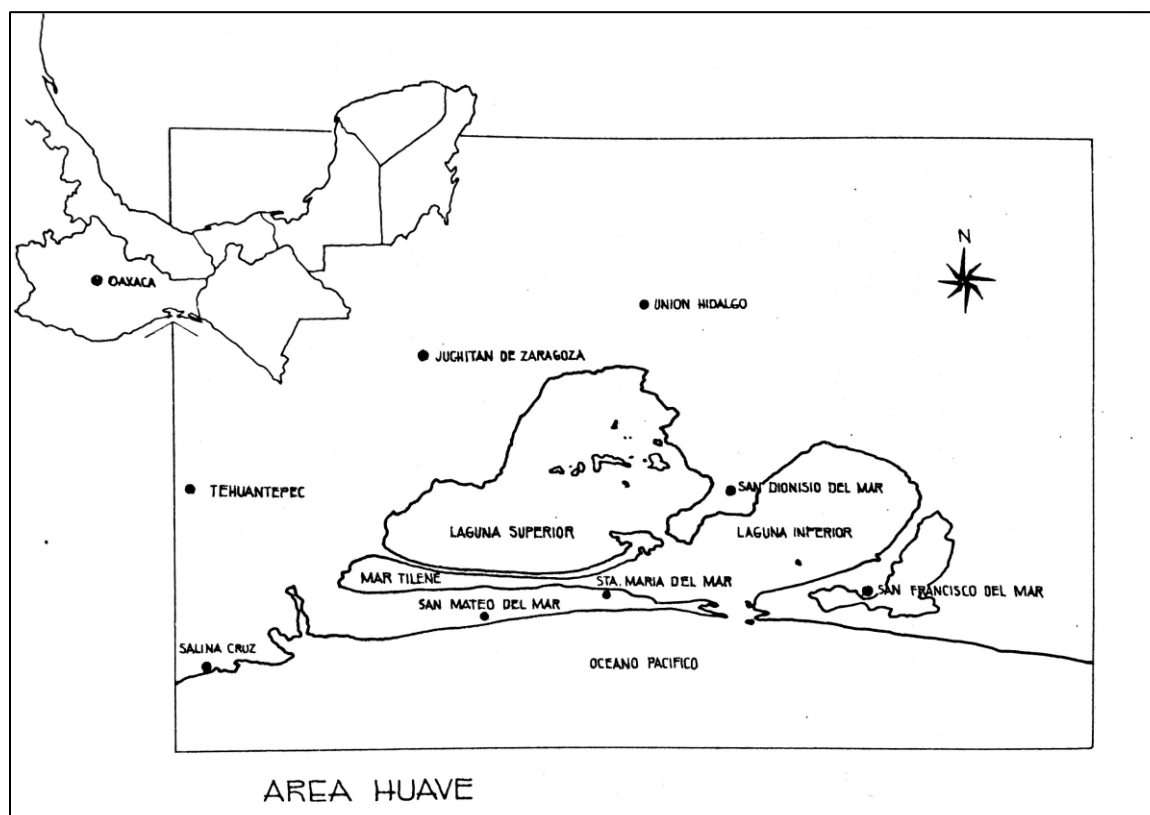 N
OAXACA
UNION HIDALGO
JUCHITAN DE ZARAGOZA
TEHUANTEPEC
SAN DIONISIO DEL MAR
LAGUNA SUPERIOR
LAGUNA INFERIOR
MAR TILENE
STA. MARIA DEL MAR
SAN FRANCISCO DEL MAR
SAN MATEO DEL MAR
SALINA CRUZ
OCEANO PACIFICO
AREA HUAVE